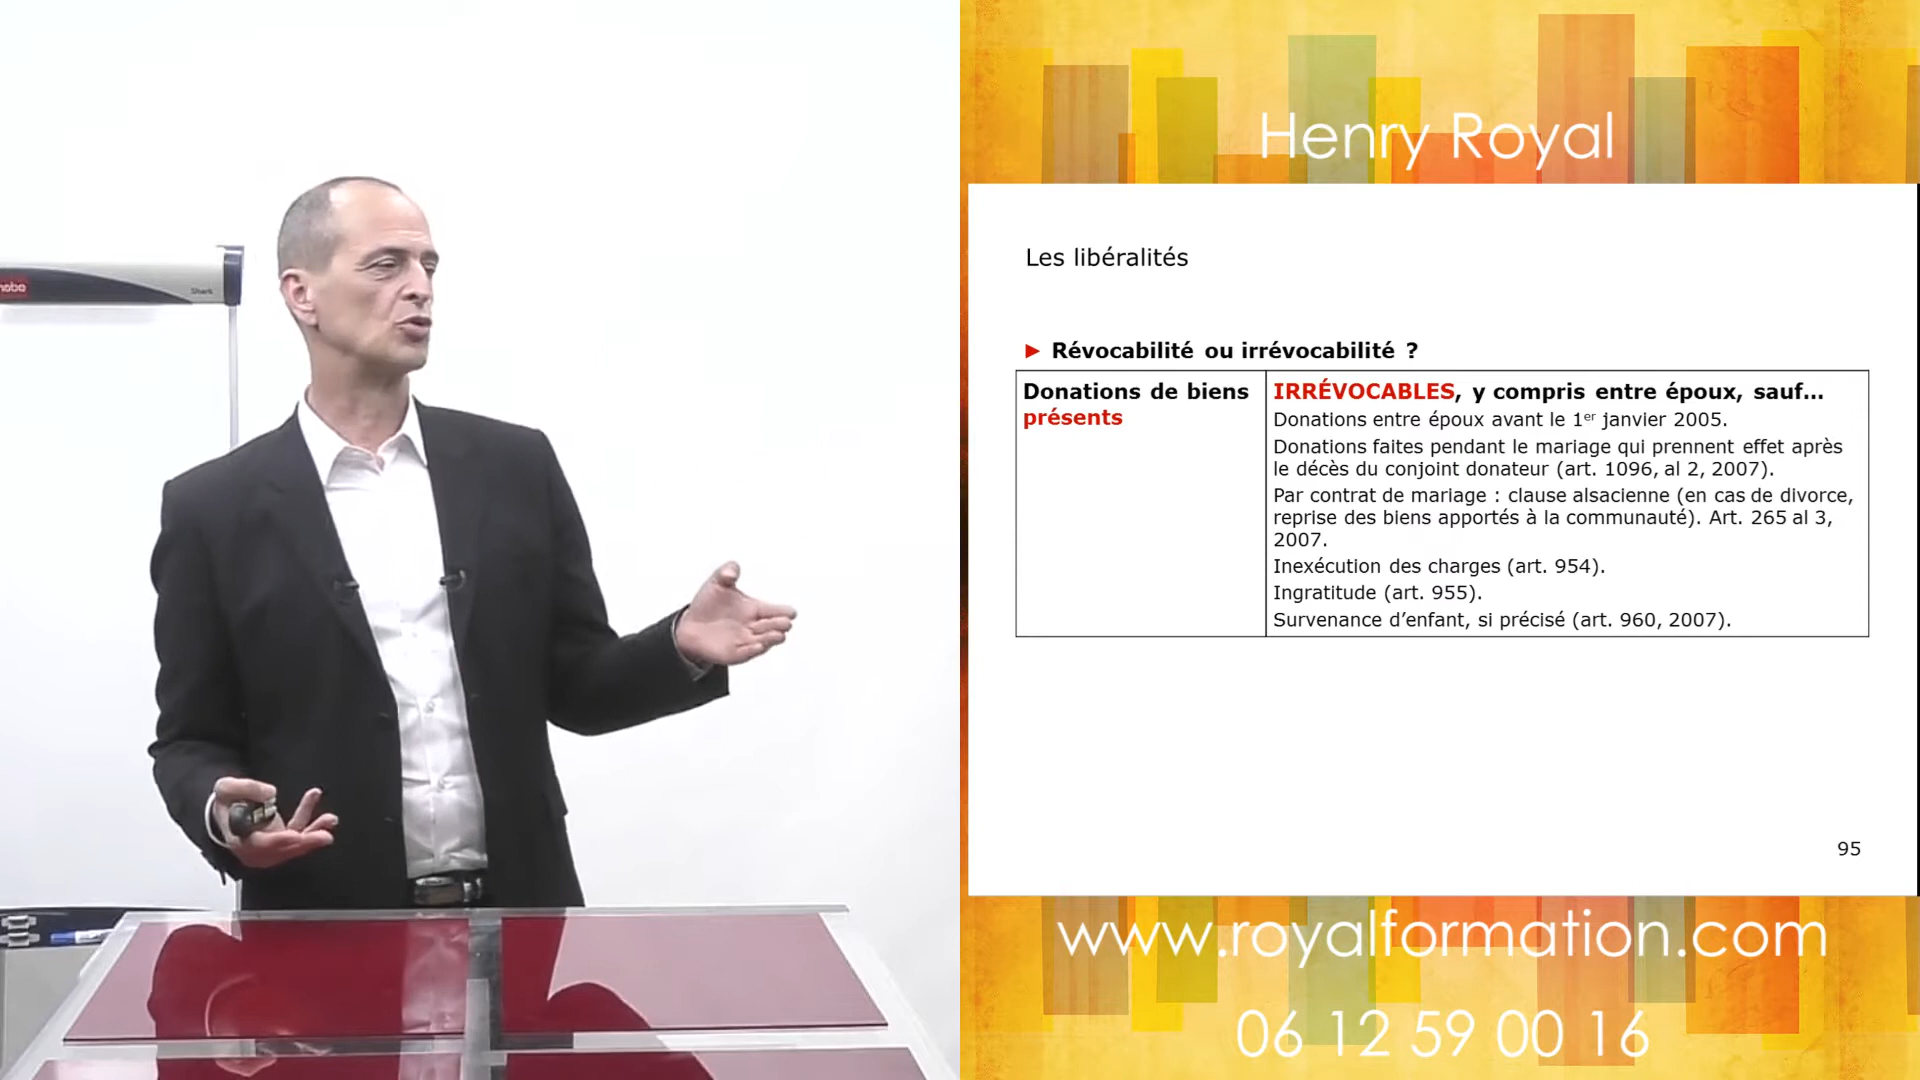 Henry Royal
Les libéralités
► Révocabilité ou irrévocabilité ?
Donations de biens
présents
IRRÉVOCABLES, y compris entre époux, sauf...
Donations entre époux avant le 1er janvier 2005.
Donations faites pendant le mariage qui prennent effet après
le décès du conjoint donateur (art. 1096, al 2, 2007).
Par contrat de mariage : clause alsacienne (en cas de divorce,
reprise des biens apportés à la communauté). Art. 265 al 3,
2007.
Inexécution des charges (art. 954).
Ingratitude (art. 955).
Survenance d’enfant, si précisé (art. 960, 2007).
95
www.royalformation.com
06 12 59 00 16
Shark